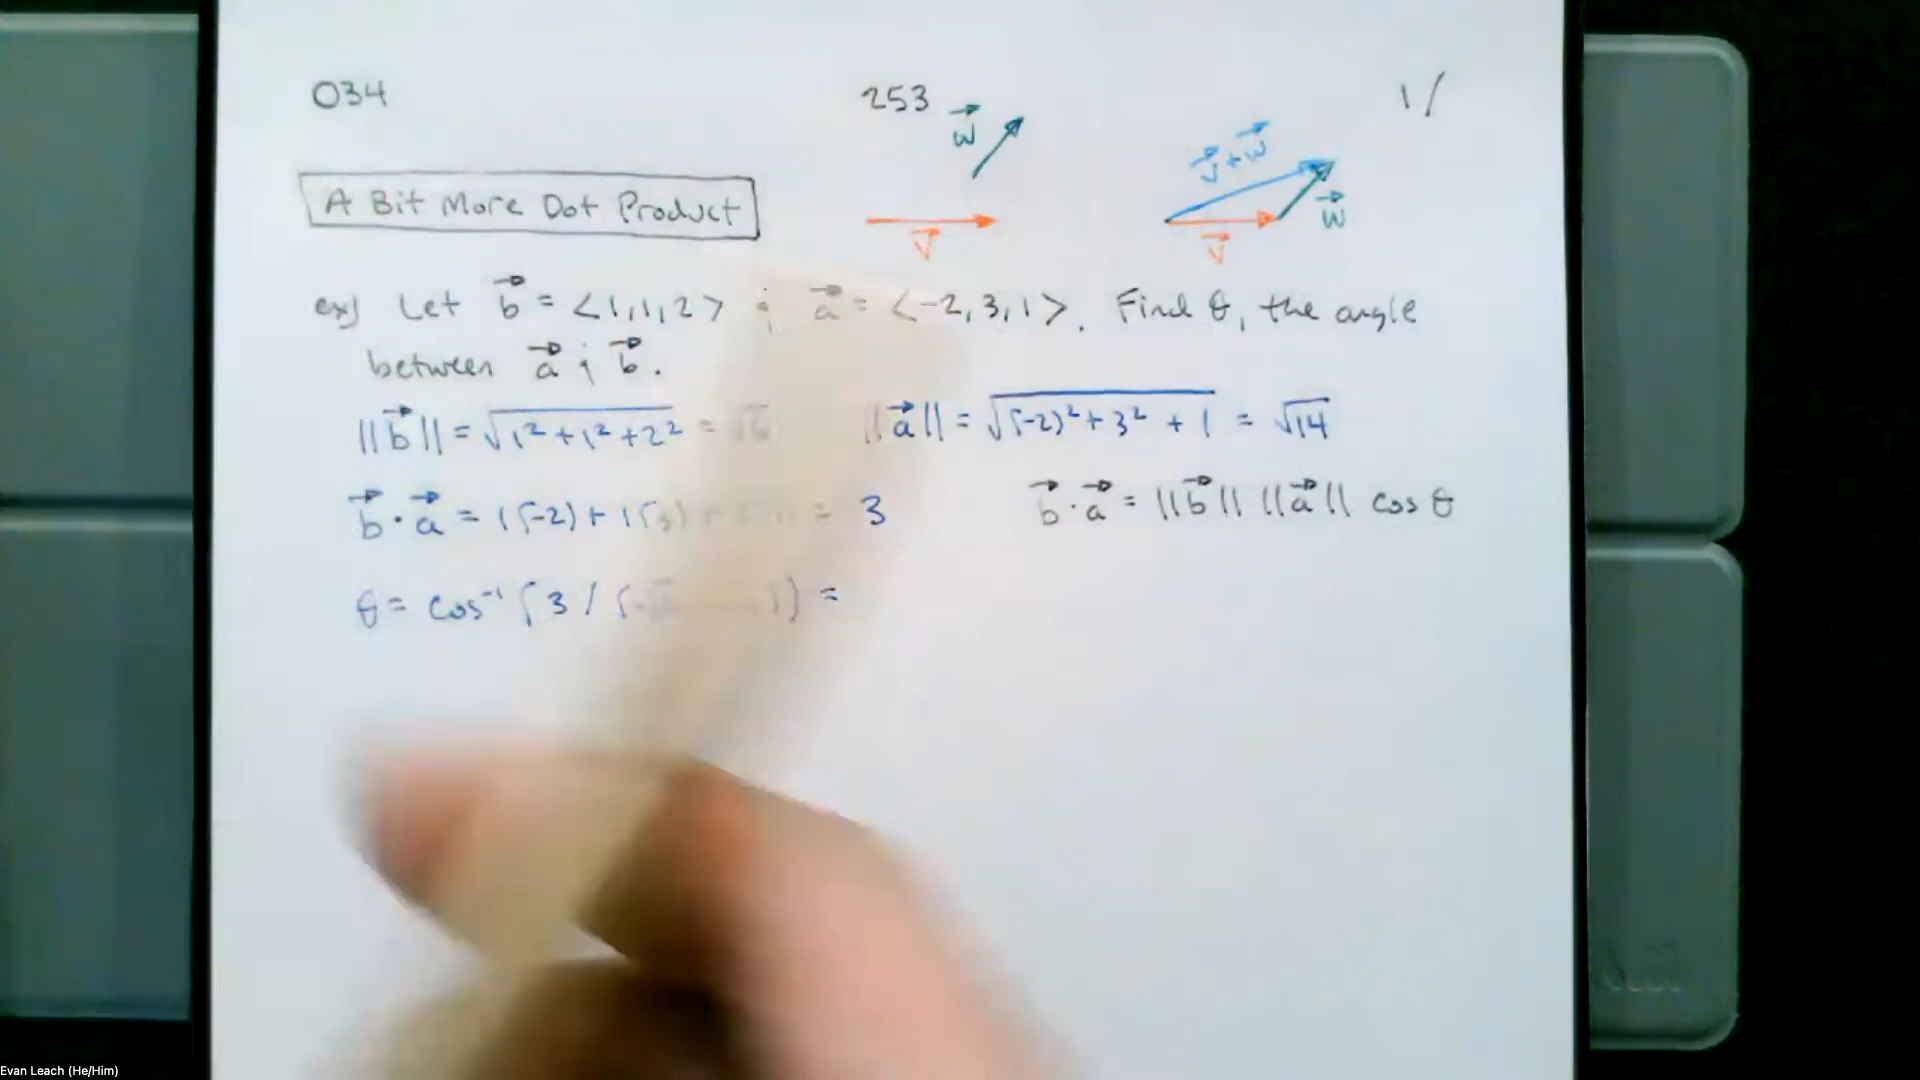 034 253 1/
w⃗ v⃗ v⃗+w⃗ v⃗ w⃗
A Bit More Dot Product
ex) Let b⃗ = <1,1,2> & a⃗ = <-2,3,1>. Find θ, the angle
between a⃗ & b⃗.
||b⃗|| = √1²+1²+2² = √6 ||a⃗|| = √(-2)²+3²+1 = √14
b⃗·a⃗ = 1(-2)+1(3)+ = 3 b⃗·a⃗ = ||b⃗|| ||a⃗|| cos θ
θ = cos⁻¹(3/( )) =
Evan Leach (He/Him)